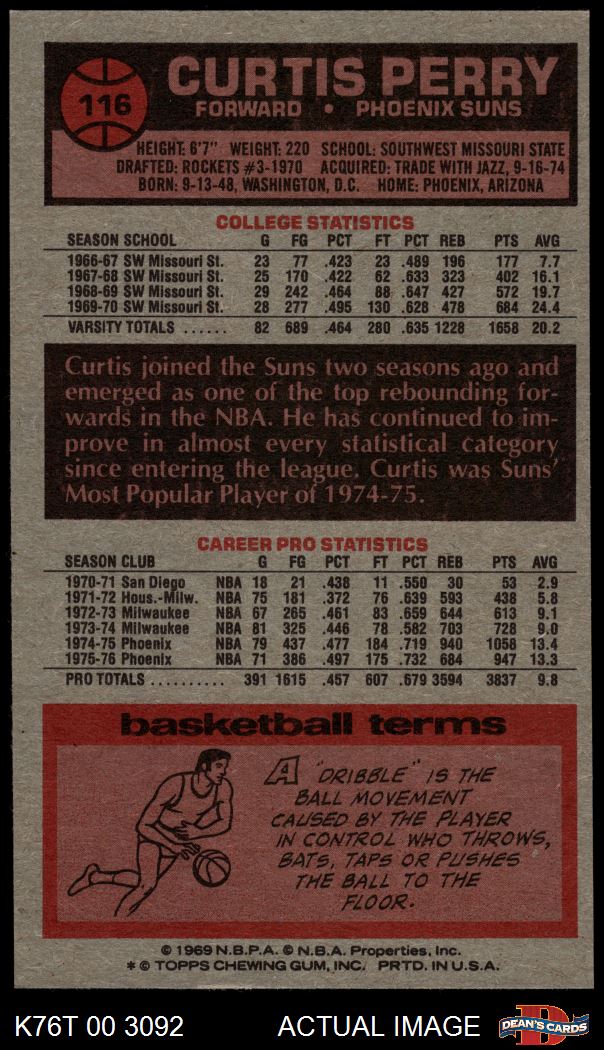 CURTIS PERRY
116
FORWARD • PHOENIX SUNS
HEIGHT: 6'7" WEIGHT: 220 SCHOOL: SOUTHWEST MISSOURI STATE
DRAFTED: ROCKETS #3-1970 ACQUIRED: TRADE WITH JAZZ, 9-16-74
BORN: 9-13-48, WASHINGTON, D.C. HOME: PHOENIX, ARIZONA
COLLEGE STATISTICS
SEASON SCHOOL G FG PCT FT PCT REB PTS AVG
1966-67 SW Missouri St. 23 77 .423 23 .489 196 177 7.7
1967-68 SW Missouri St. 25 170 .422 62 .633 323 402 16.1
1968-69 SW Missouri St. 29 242 .464 88 .647 427 572 19.7
1969-70 SW Missouri St. 28 277 .495 130 .628 478 684 24.4
VARSITY TOTALS ...... 82 689 .464 280 .635 1228 1658 20.2
Curtis joined the Suns two seasons ago and
emerged as one of the top rebounding for-
wards in the NBA. He has continued to im-
prove in almost every statistical category
since entering the league. Curtis was Suns'
Most Popular Player of 1974-75.
CAREER PRO STATISTICS
SEASON CLUB G FG PCT FT PCT REB PTS AVG
1970-71 San Diego NBA 18 21 .438 11 .550 30 53 2.9
1971-72 Hous.-Milw. NBA 75 181 .372 76 .639 593 438 5.8
1972-73 Milwaukee NBA 67 265 .461 83 .659 644 613 9.1
1973-74 Milwaukee NBA 81 325 .446 78 .582 703 728 9.0
1974-75 Phoenix NBA 79 437 .477 184 .719 940 1058 13.4
1975-76 Phoenix NBA 71 386 .497 175 .732 684 947 13.3
PRO TOTALS .......... 391 1615 .457 607 .679 3594 3837 9.8
basketball terms
A "DRIBBLE" IS THE
BALL MOVEMENT
CAUSED BY THE PLAYER
IN CONTROL WHO THROWS,
BATS, TAPS OR PUSHES
THE BALL TO THE
FLOOR.
© 1969 N.B.P.A. © N.B.A. Properties, Inc.
* © TOPPS CHEWING GUM, INC. PRTD. IN U.S.A.
K76T 00 3092 ACTUAL IMAGE
D
DEAN'S CARDS